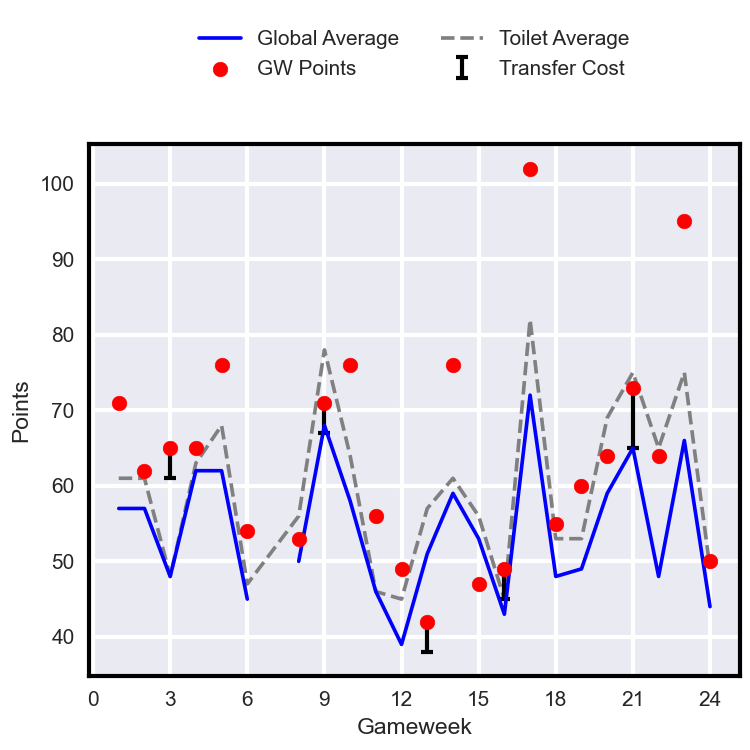 Global Average
Toilet Average
GW Points
Transfer Cost
100
90
80
70
60
50
40
Points
0 3 6 9 12 15 18 21 24
Gameweek